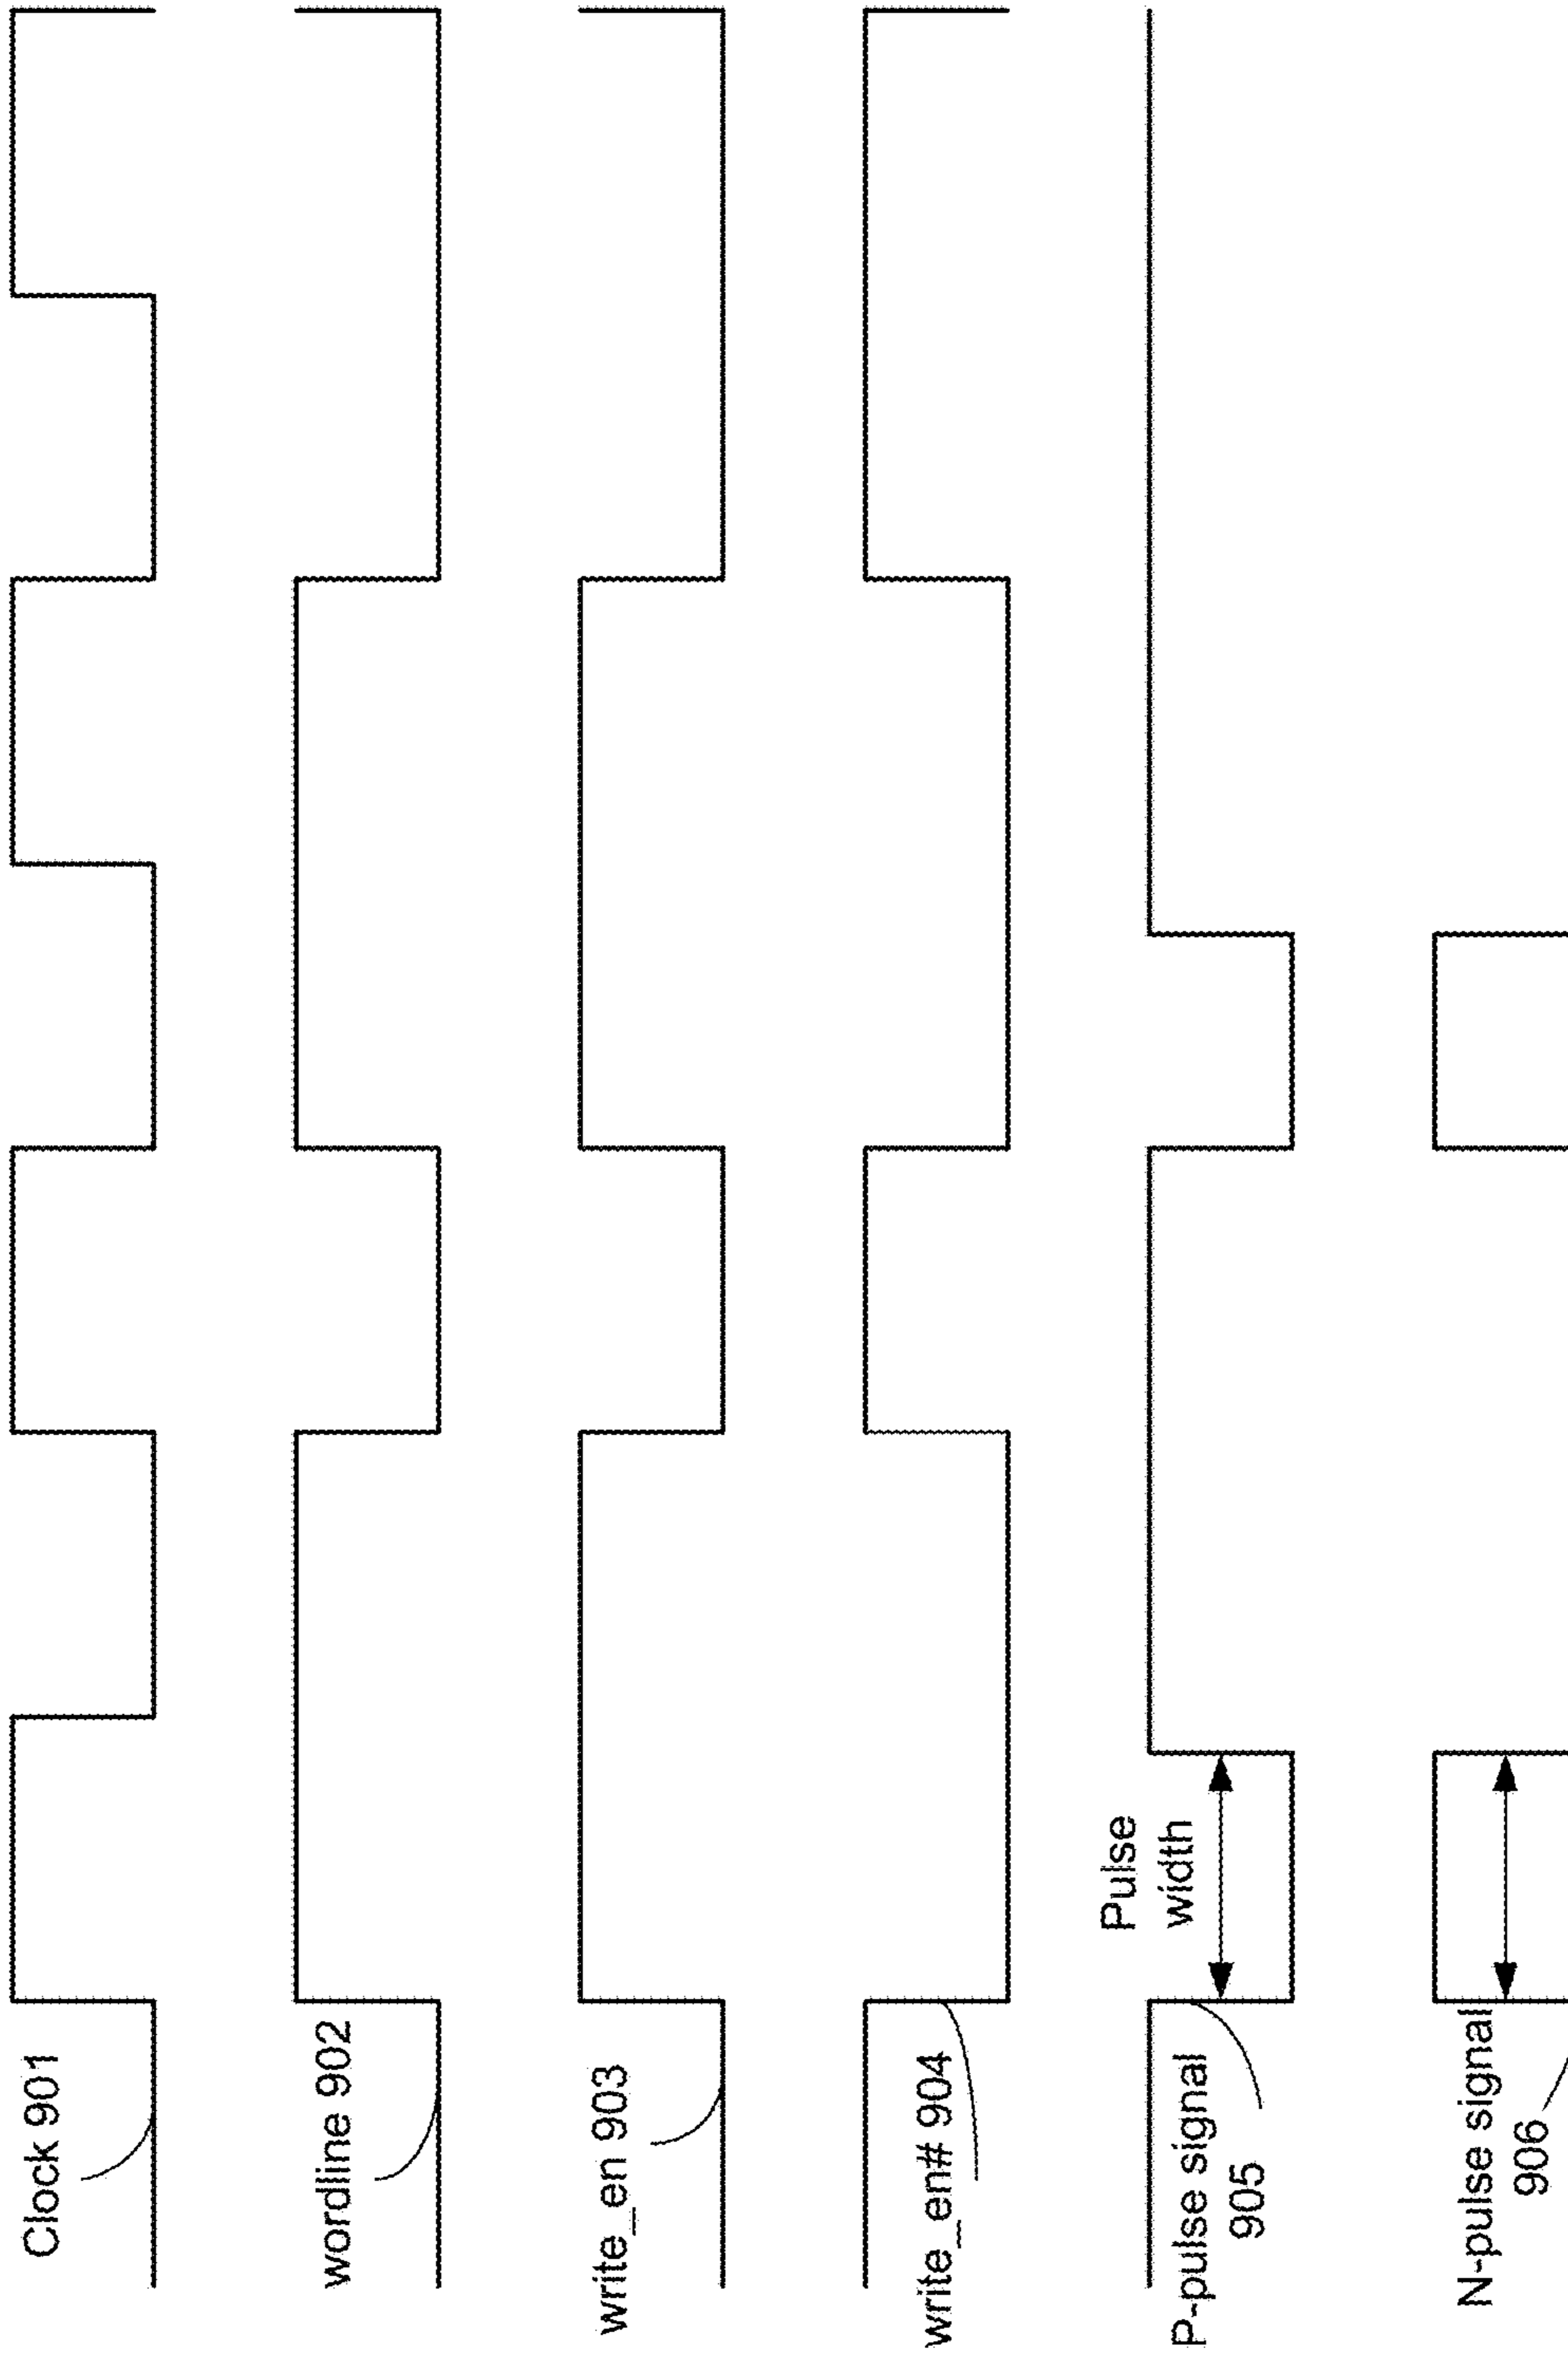 Clock 901
wordline 902
write_en 903
write_en# 904
Pulse
width
P-pulse signal
905
N-pulse signal
906